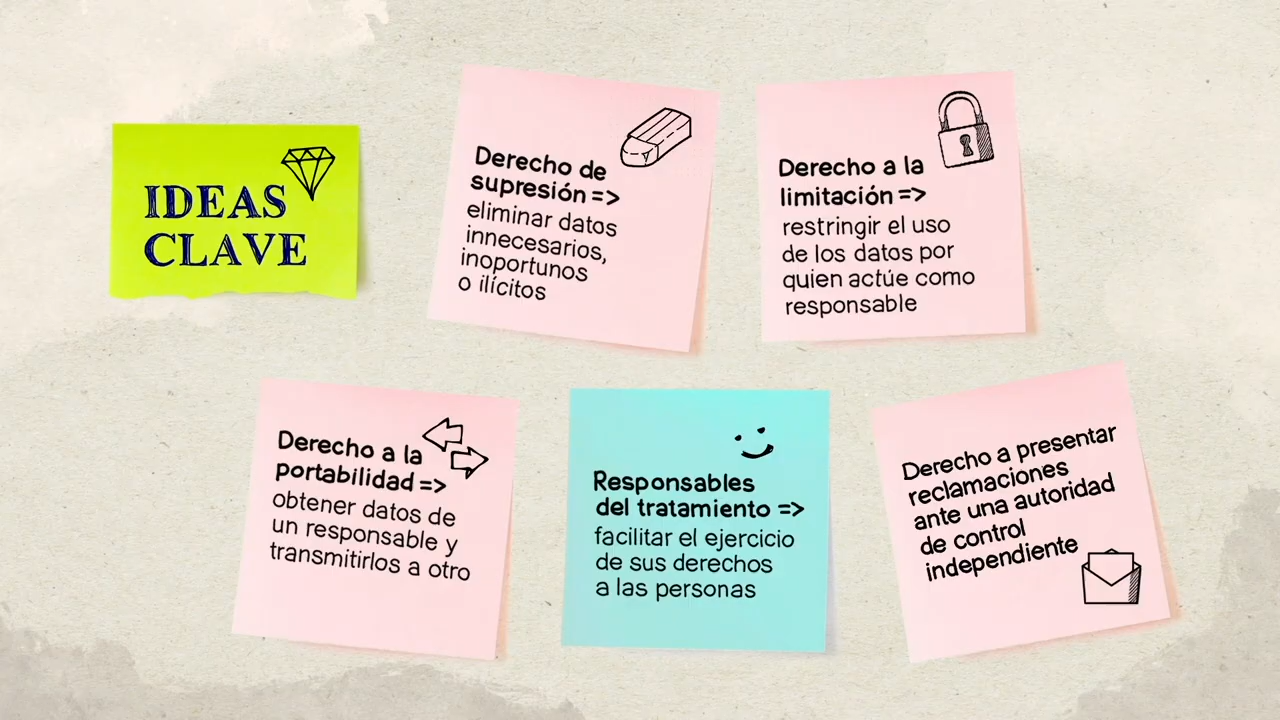 IDEAS
CLAVE
Derecho de
supresión =>
eliminar datos
innecesarios,
inoportunos
o ilícitos
Derecho a la
limitación =>
restringir el uso
de los datos por
quien actúe como
responsable
Derecho a la
portabilidad =>
obtener datos de
un responsable y
transmitirlos a otro
Responsables
del tratamiento =>
facilitar el ejercicio
de sus derechos
a las personas
Derecho a presentar
reclamaciones
ante una autoridad
de control
independiente